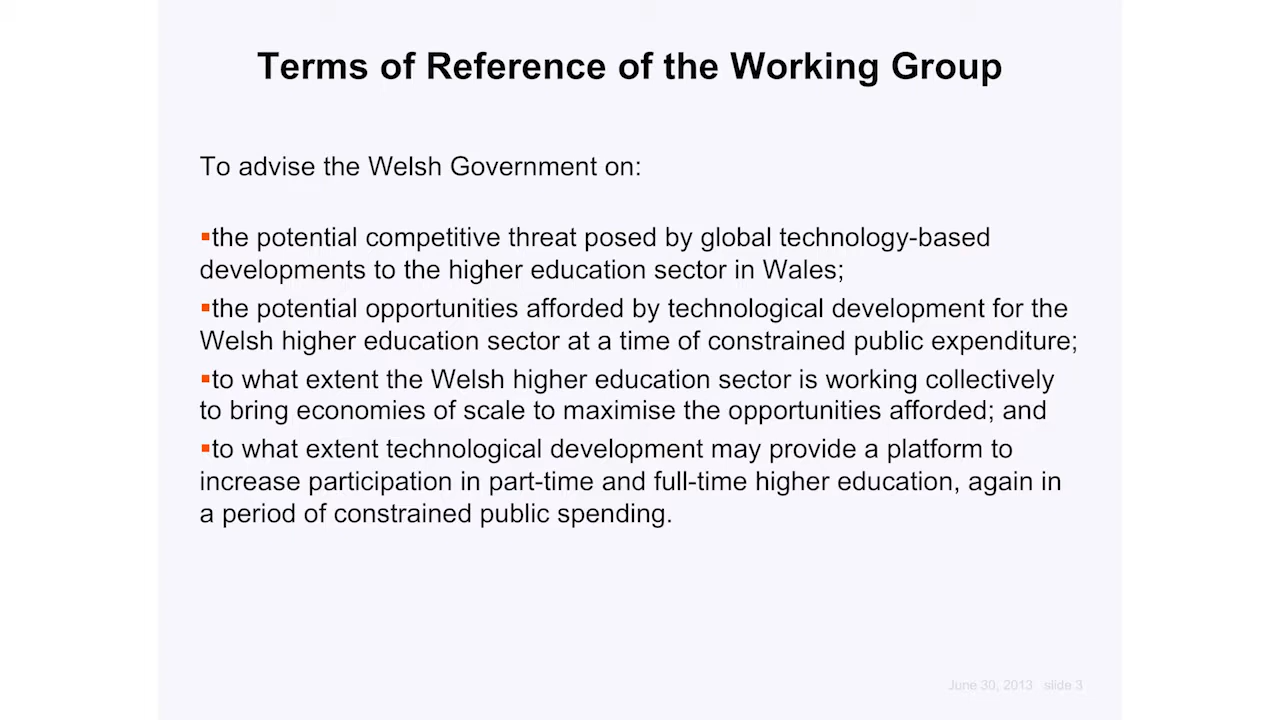 Terms of Reference of the Working Group
To advise the Welsh Government on:
▪the potential competitive threat posed by global technology-based
developments to the higher education sector in Wales;
▪the potential opportunities afforded by technological development for the
Welsh higher education sector at a time of constrained public expenditure;
▪to what extent the Welsh higher education sector is working collectively
to bring economies of scale to maximise the opportunities afforded; and
▪to what extent technological development may provide a platform to
increase participation in part-time and full-time higher education, again in
a period of constrained public spending.
June 30, 2013 slide 3